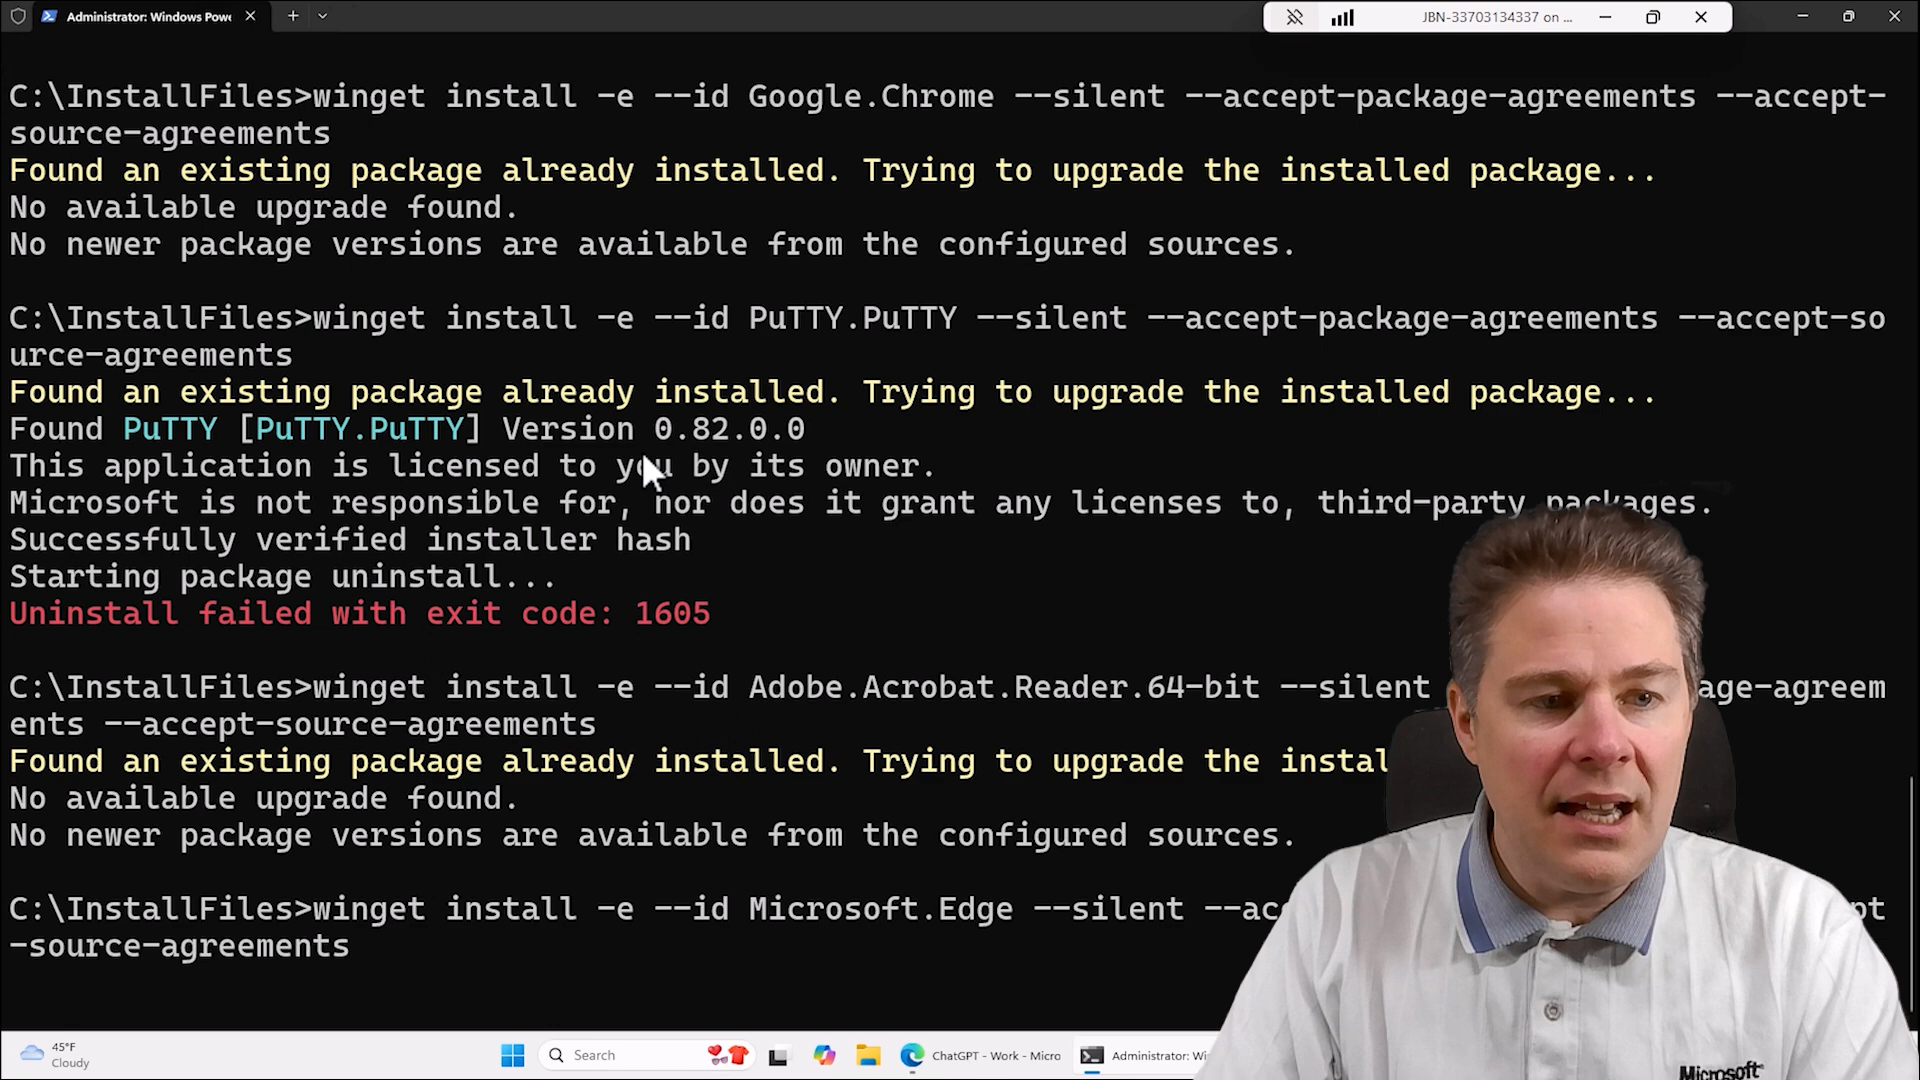 Administrator: Windows Powe
JBN-33703134337 on ...
C:\InstallFiles>winget install -e --id Google.Chrome --silent --accept-package-agreements --accept-
source-agreements
Found an existing package already installed. Trying to upgrade the installed package...
No available upgrade found.
No newer package versions are available from the configured sources.
C:\InstallFiles>winget install -e --id PuTTY.PuTTY --silent --accept-package-agreements --accept-so
urce-agreements
Found an existing package already installed. Trying to upgrade the installed package...
Found PuTTY [PuTTY.PuTTY] Version 0.82.0.0
This application is licensed to you by its owner.
Microsoft is not responsible for, nor does it grant any licenses to, third-party packages.
Successfully verified installer hash
Starting package uninstall...
Uninstall failed with exit code: 1605
C:\InstallFiles>winget install -e --id Adobe.Acrobat.Reader.64-bit --silent age-agreem
ents --accept-source-agreements
Found an existing package already installed. Trying to upgrade the instal
No available upgrade found.
No newer package versions are available from the configured sources.
C:\InstallFiles>winget install -e --id Microsoft.Edge --silent --acc pt
-source-agreements
45°F
Cloudy
Search
ChatGPT - Work - Micro
Administrator: Wi
Microsoft